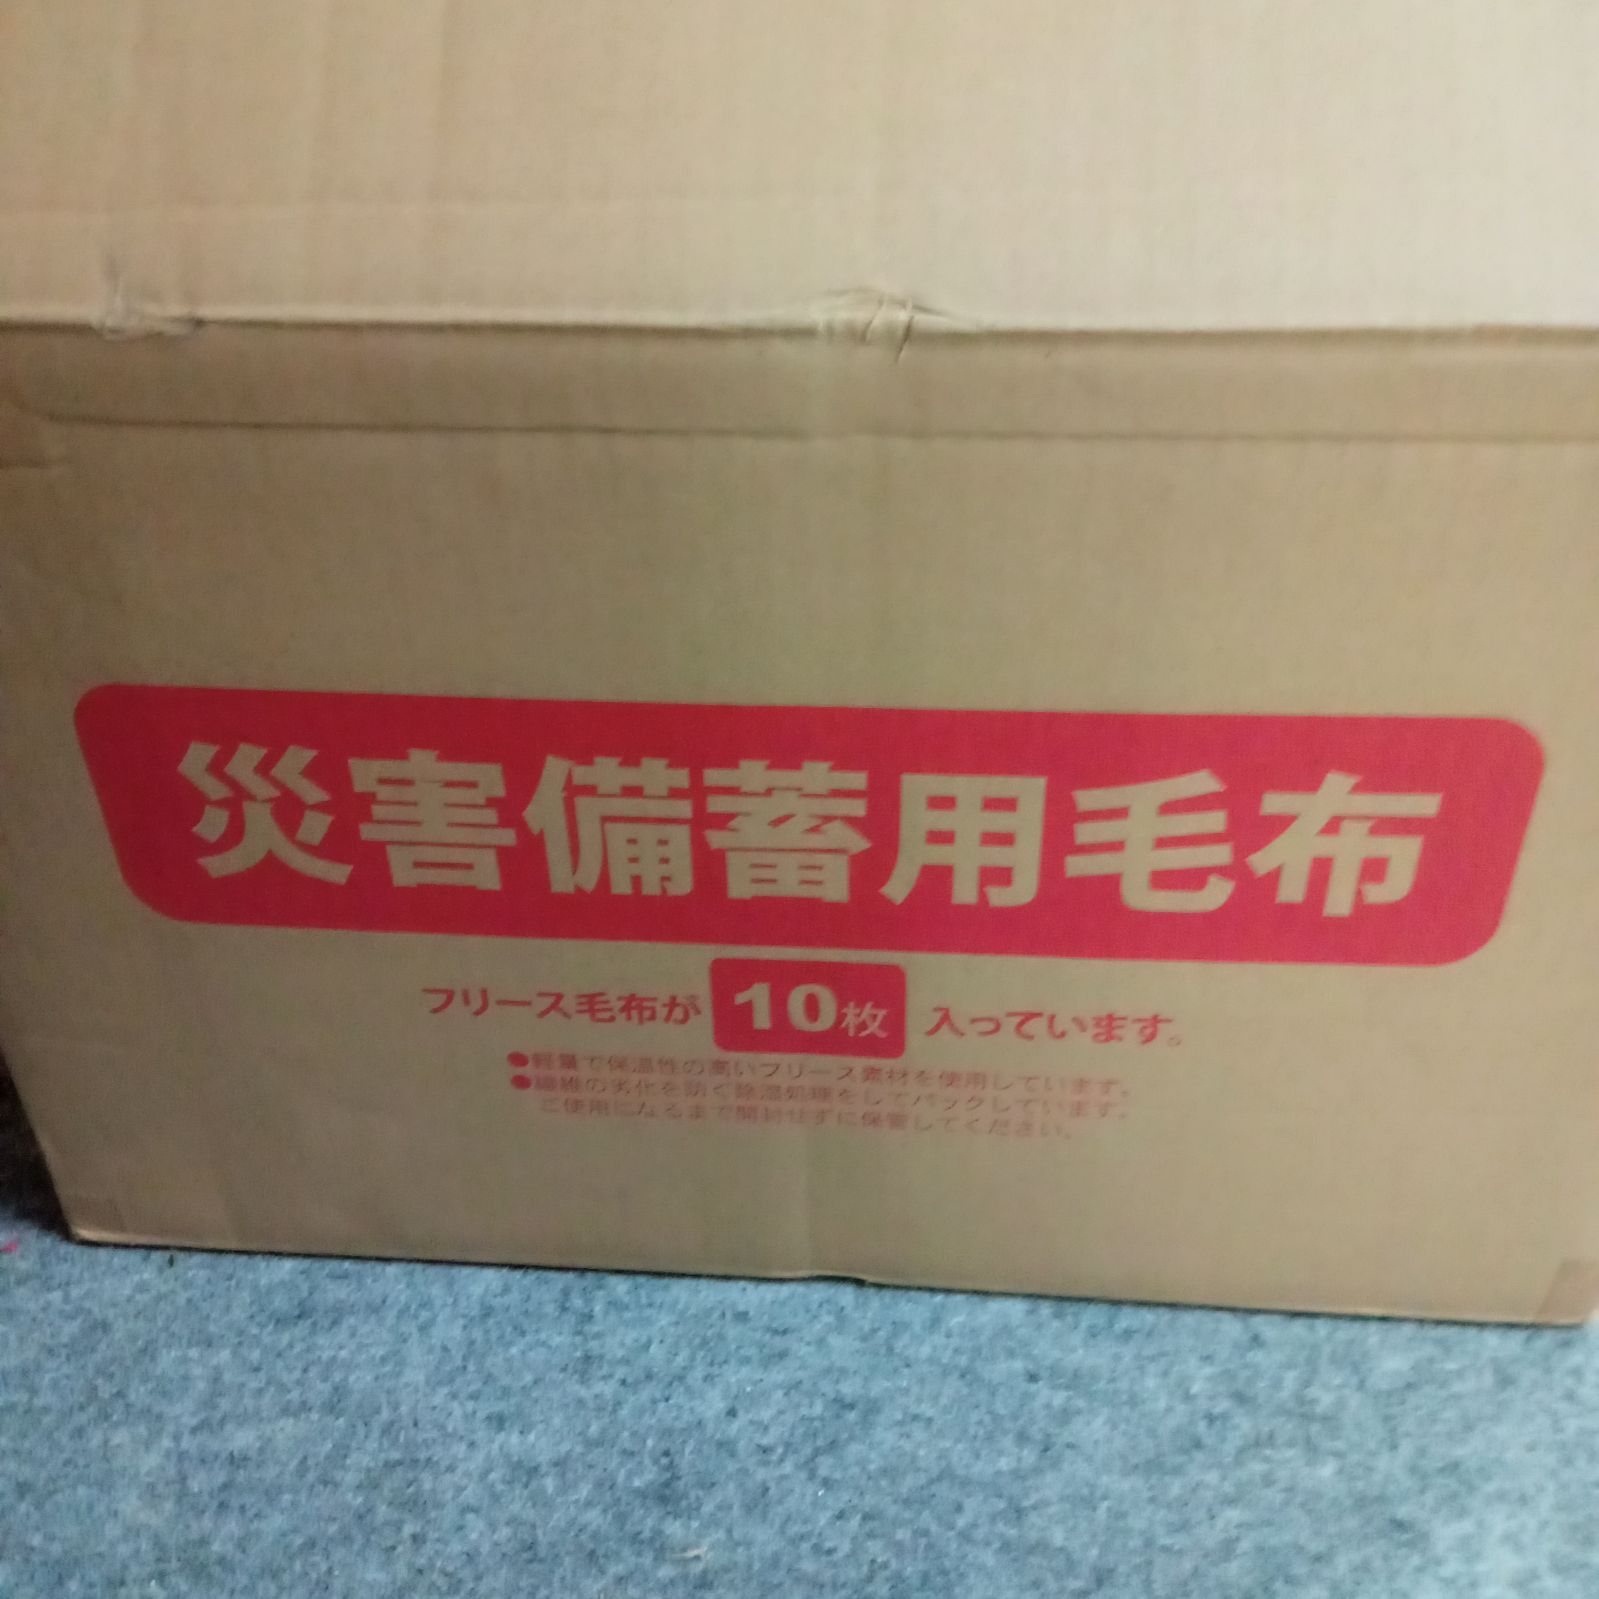 災害備蓄用毛布
フリース毛布が 10枚 入っています。
●軽量で保温性の高いフリース素材を使用しています。
●繊維の劣化を防ぐ除湿処理をしてパックしています。
ご使用になるまで開封せずに保管してください。